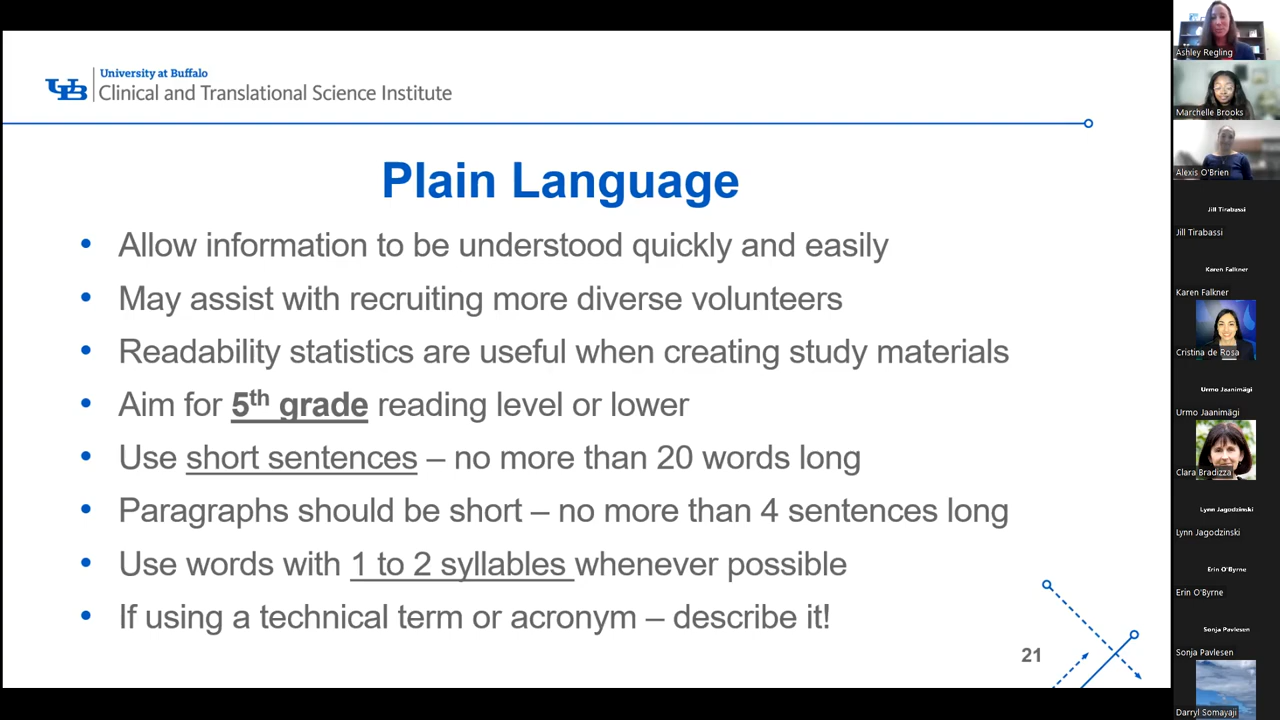 University at Buffalo
UB
Clinical and Translational Science Institute
Plain Language
• Allow information to be understood quickly and easily
• May assist with recruiting more diverse volunteers
• Readability statistics are useful when creating study materials
• Aim for 5th grade reading level or lower
• Use short sentences – no more than 20 words long
• Paragraphs should be short – no more than 4 sentences long
• Use words with 1 to 2 syllables whenever possible
• If using a technical term or acronym – describe it!
21
Ashley Regling
Marchelle Brooks
Alexis O'Brien
Jill Tirabassi
Jill Tirabassi
Karen Falkner
Karen Falkner
Cristina de Rosa
Urmo Jaanimägi
Urmo Jaanimägi
Clara Bradizza
Lynn Jagodzinski
Lynn Jagodzinski
Erin O'Byrne
Erin O'Byrne
Sonja Pavlesen
Sonja Pavlesen
Darryl Somayaji